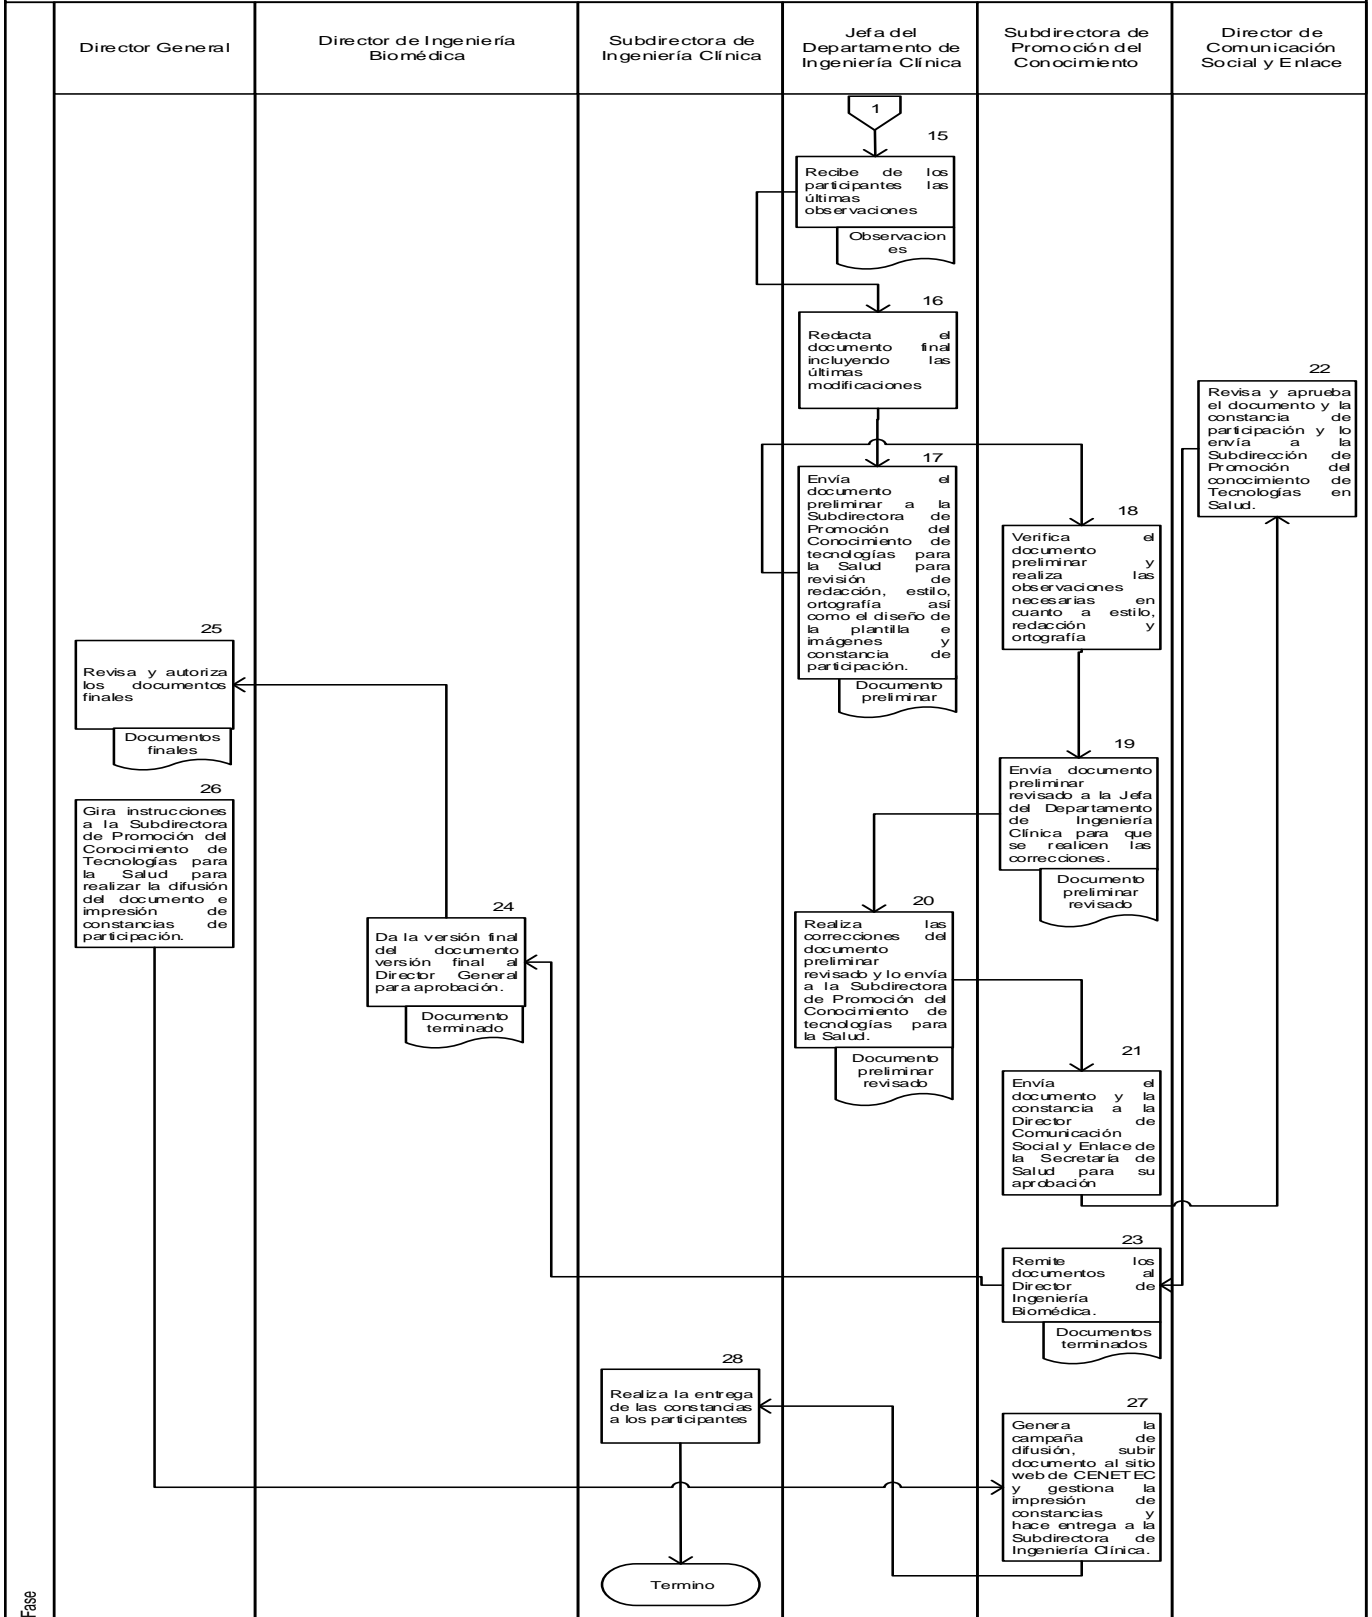 Director General
Director de Ingeniería
Biomédica
Subdirectora de
Ingeniería Clínica
Jefa del
Departamento de
Ingeniería Clínica
Subdirectora de
Promoción del
Conocimiento
Director de
Comunicación
Social y Enlace
1
15
Recibe de los
participantes las
últimas
observaciones
Observacion
es
16
Redacta el
documento final
incluyendo las
últimas
modificaciones
17
Envía el
documento
preliminar a la
Subdirectora de
Promoción del
Conocimiento de
tecnologías para
la Salud para
revisión de
redacción, estilo,
ortografía así
como el diseño de
la plantilla e
imágenes y
constancia de
participación.
Documento
preliminar
18
Verifica el
documento
preliminar y
realiza las
observaciones
necesarias en
cuanto a estilo,
redacción y
ortografía
19
Envía documento
preliminar
revisado a la Jefa
del Departamento
de Ingeniería
Clínica para que
se realicen las
correcciones.
Documento
preliminar
revisado
20
Realiza las
correcciones del
documento
preliminar
revisado y lo envía
a la Subdirectora
de Promoción del
Conocimiento de
tecnologías para
la Salud.
Documento
preliminar
revisado
21
Envía el
documento y la
constancia a la
Director de
Comunicación
Social y Enlace de
la Secretaría de
Salud para su
aprobación
22
Revisa y aprueba
el documento y la
constancia de
participación y lo
envía a la
Subdirección de
Promoción del
conocimiento de
Tecnologías en
Salud.
23
Remite los
documentos al
Director de
Ingeniería
Biomédica.
Documentos
terminados
24
Da la versión final
del documento
versión final al
Director General
para aprobación.
Documento
terminado
25
Revisa y autoriza
los documentos
finales
Documentos
finales
26
Gira instrucciones
a la Subdirectora
de Promoción del
Conocimiento de
Tecnologías para
la Salud para
realizar la difusión
del documento e
impresión de
constancias de
participación.
27
Genera la
campaña de
difusión, subir
documento al sitio
web de CENETEC
y gestiona la
impresión de
constancias y
hace entrega a la
Subdirectora de
Ingeniería Clínica.
28
Realiza la entrega
de las constancias
a los participantes
Termino
Fase